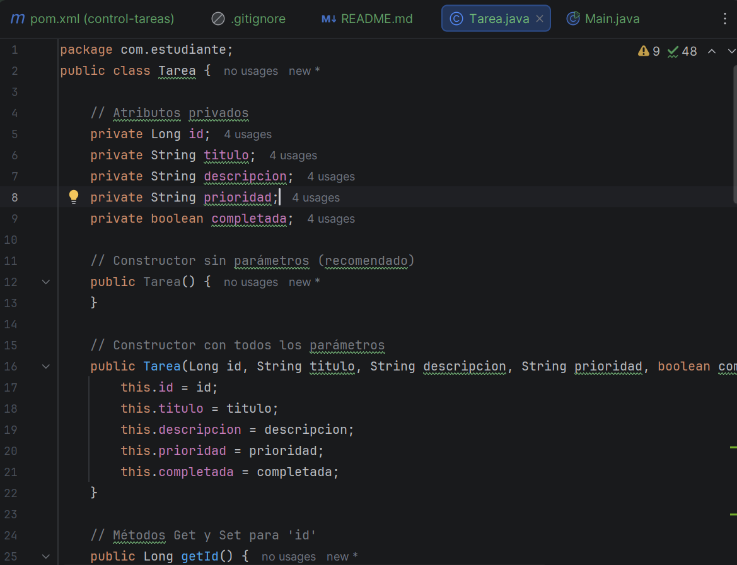 pom.xml (control-tareas) .gitignore README.md Tarea.java Main.java
1 package com.estudiante; 9 48
2 public class Tarea { no usages new *
3
4 // Atributos privados
5 private Long id; 4 usages
6 private String titulo; 4 usages
7 private String descripcion; 4 usages
8 private String prioridad; 4 usages
9 private boolean completada; 4 usages
10
11 // Constructor sin parámetros (recomendado)
12 public Tarea() { no usages new *
13 }
14
15 // Constructor con todos los parámetros
16 public Tarea(Long id, String titulo, String descripcion, String prioridad, boolean com
17 this.id = id;
18 this.titulo = titulo;
19 this.descripcion = descripcion;
20 this.prioridad = prioridad;
21 this.completada = completada;
22 }
23
24 // Métodos Get y Set para 'id'
25 public Long getId() { no usages new *